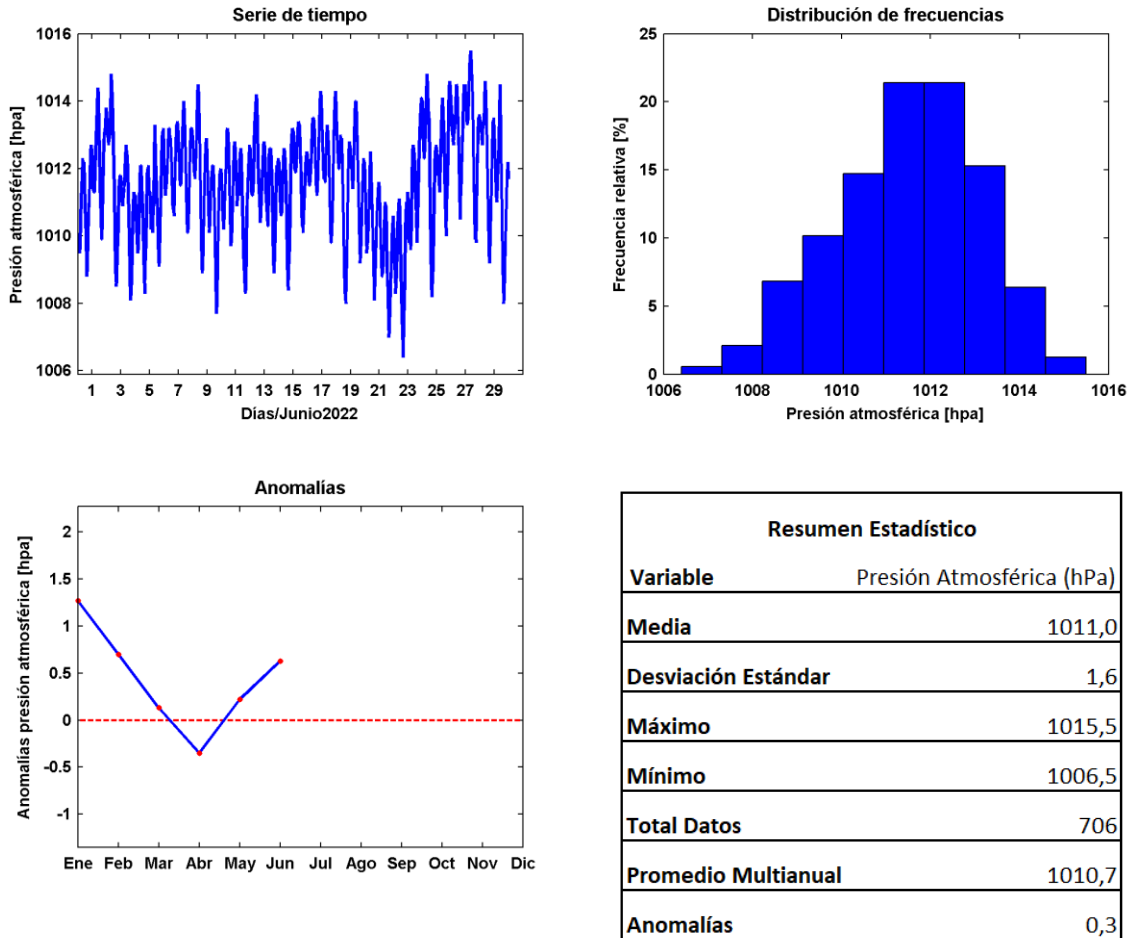 Serie de tiempo
1016
1014
1012
1010
1008
1006
Presión atmosférica [hpa]
1 3 5 7 9 11 13 15 17 19 21 23 25 27 29
Días/Junio2022
Distribución de frecuencias
25
20
15
10
5
0
Frecuencia relativa [%]
1006 1008 1010 1012 1014 1016
Presión atmosférica [hpa]
Anomalías
2
1.5
1
0.5
0
-0.5
-1
Anomalías presión atmosférica [hpa]
Ene Feb Mar Abr May Jun Jul Ago Sep Oct Nov Dic
Resumen Estadístico
Variable Presión Atmosférica (hPa)
Media 1011,0
Desviación Estándar 1,6
Máximo 1015,5
Mínimo 1006,5
Total Datos 706
Promedio Multianual 1010,7
Anomalías 0,3